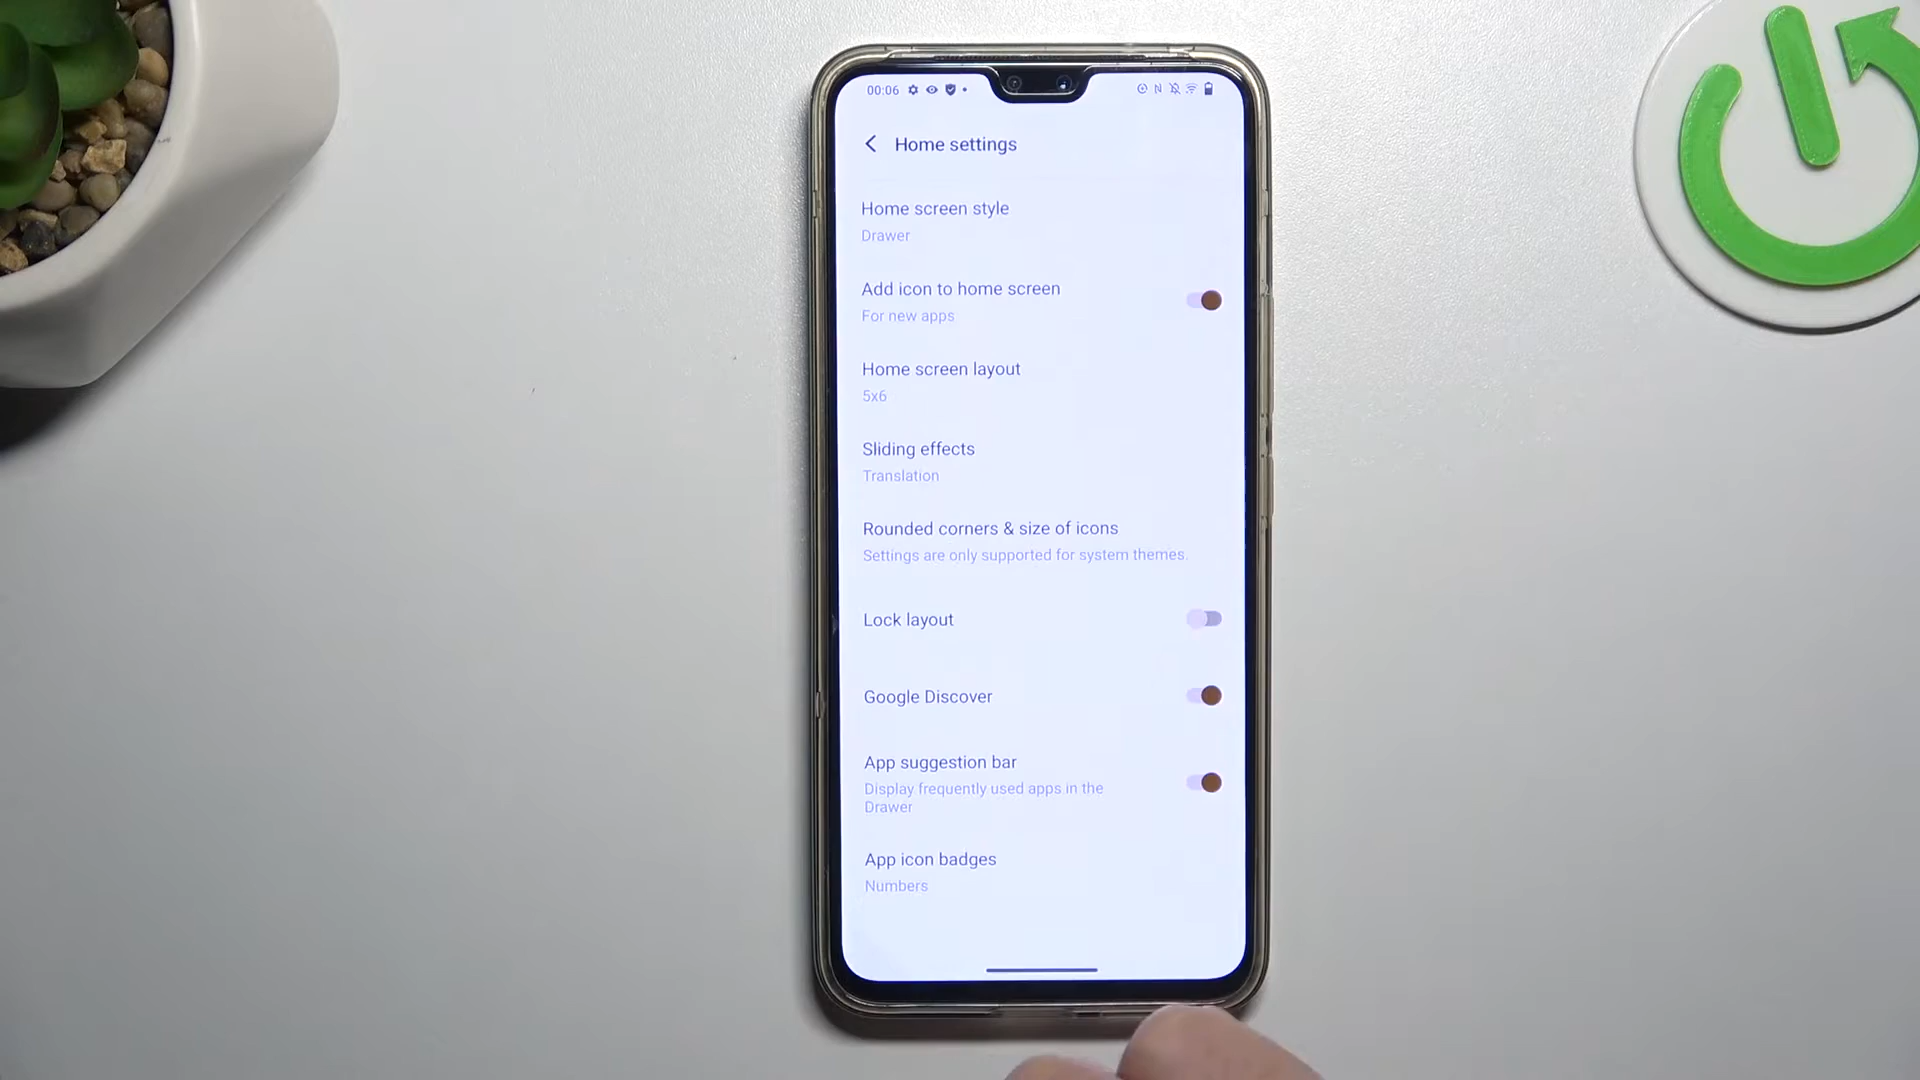 00:06
Home settings
Home screen style
Drawer
Add icon to home screen
For new apps
Home screen layout
5x6
Sliding effects
Translation
Rounded corners & size of icons
Settings are only supported for system themes.
Lock layout
Google Discover
App suggestion bar
Display frequently used apps in the
Drawer
App icon badges
Numbers